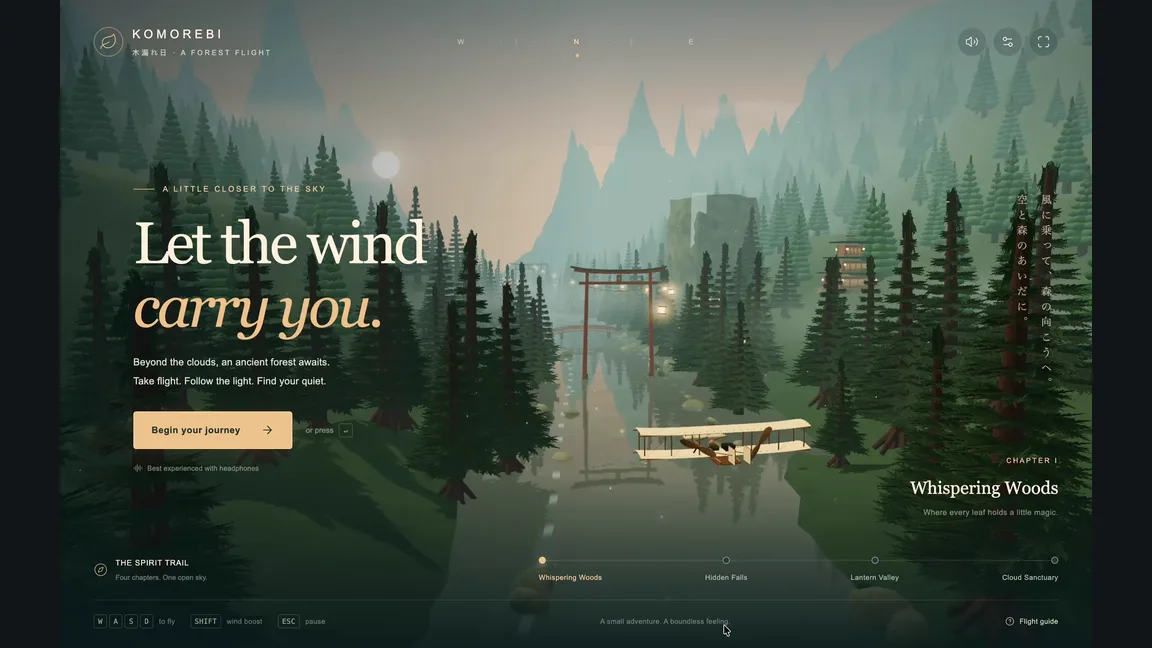 KOMOREBI
木漏れ日 · A FOREST FLIGHT
W | N | E
A LITTLE CLOSER TO THE SKY
Let the wind
carry you.
Beyond the clouds, an ancient forest awaits.
Take flight. Follow the light. Find your quiet.
Begin your journey →
or press ↵
Best experienced with headphones
風に乗って、森の向こうへ。
空と森のあいだに。
CHAPTER I
Whispering Woods
Where every leaf holds a little magic.
THE SPIRIT TRAIL
Four chapters. One open sky.
Whispering Woods
Hidden Falls
Lantern Valley
Cloud Sanctuary
W A S D to fly SHIFT wind boost ESC pause
A small adventure. A boundless feeling.
Flight guide